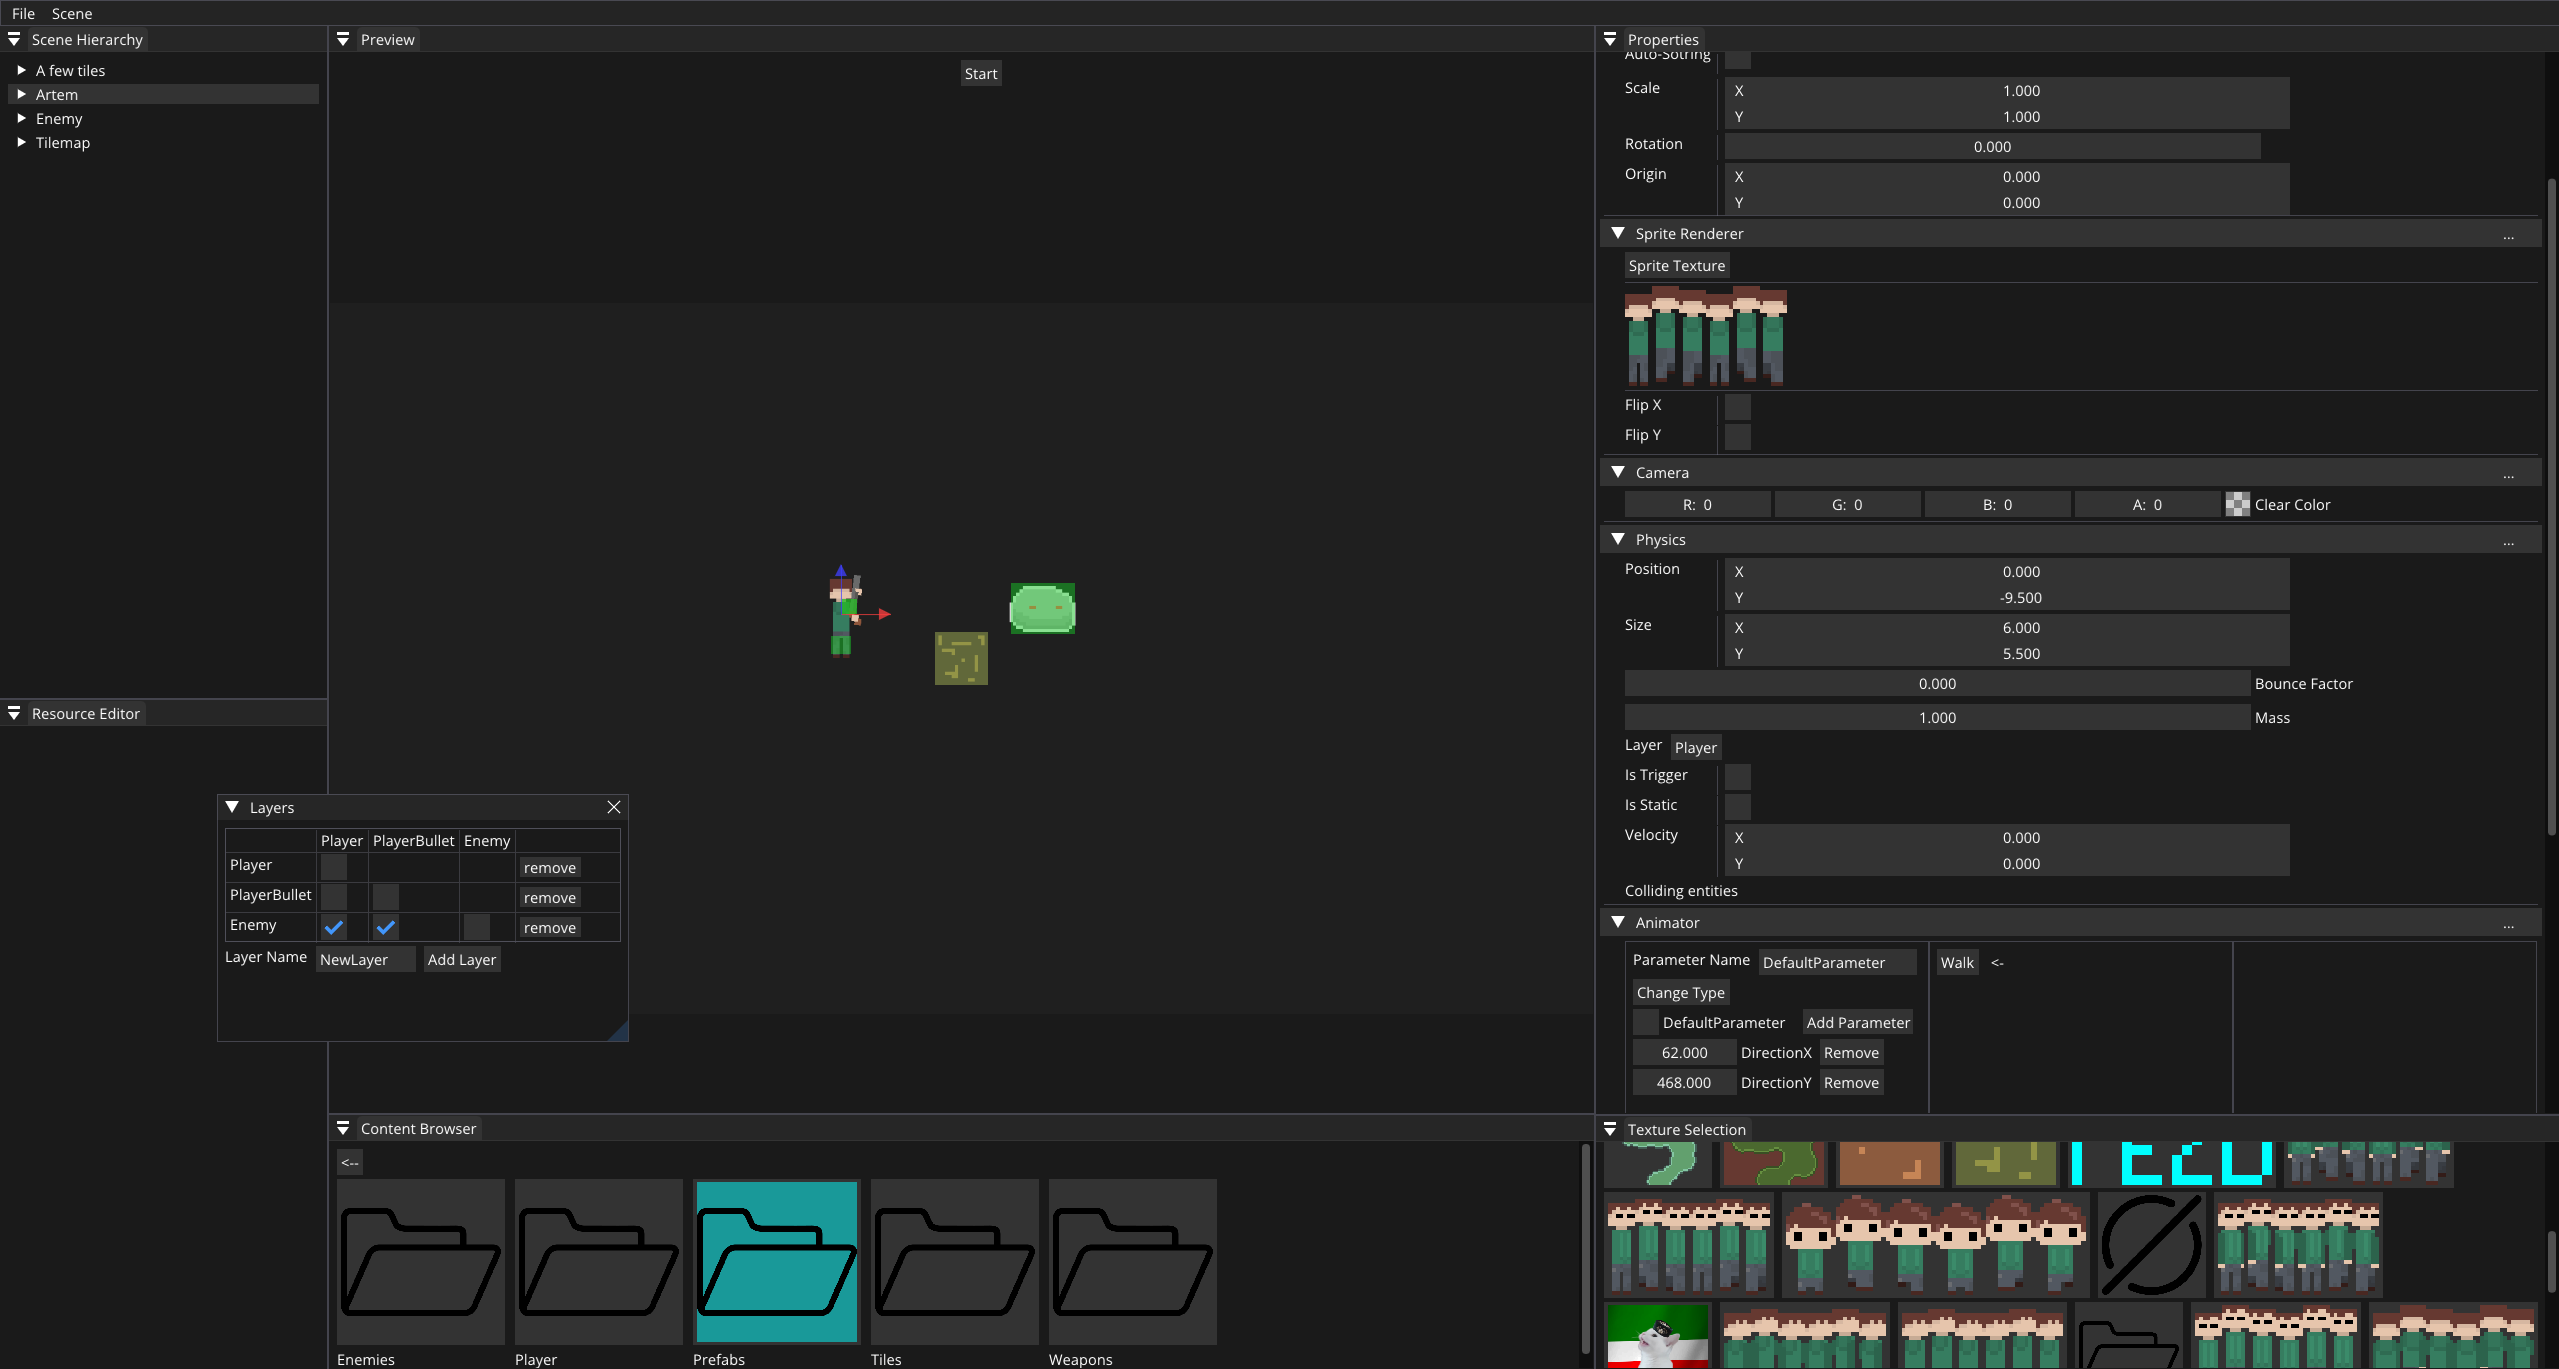 File Scene
Scene Hierarchy
A few tiles
Artem
Enemy
Tilemap
Resource Editor
Preview
Start
Layers
Player PlayerBullet Enemy
Player remove
PlayerBullet remove
Enemy remove
Layer Name NewLayer Add Layer
Content Browser
<--
Enemies Player Prefabs Tiles Weapons
Properties
Auto-Sotring
Scale X 1.000
Y 1.000
Rotation 0.000
Origin X 0.000
Y 0.000
Sprite Renderer ...
Sprite Texture
Flip X
Flip Y
Camera ...
R: 0 G: 0 B: 0 A: 0 Clear Color
Physics ...
Position X 0.000
Y -9.500
Size X 6.000
Y 5.500
0.000 Bounce Factor
1.000 Mass
Layer Player
Is Trigger
Is Static
Velocity X 0.000
Y 0.000
Colliding entities
Animator ...
Parameter Name DefaultParameter Walk <-
Change Type
DefaultParameter Add Parameter
62.000 DirectionX Remove
468.000 DirectionY Remove
Texture Selection